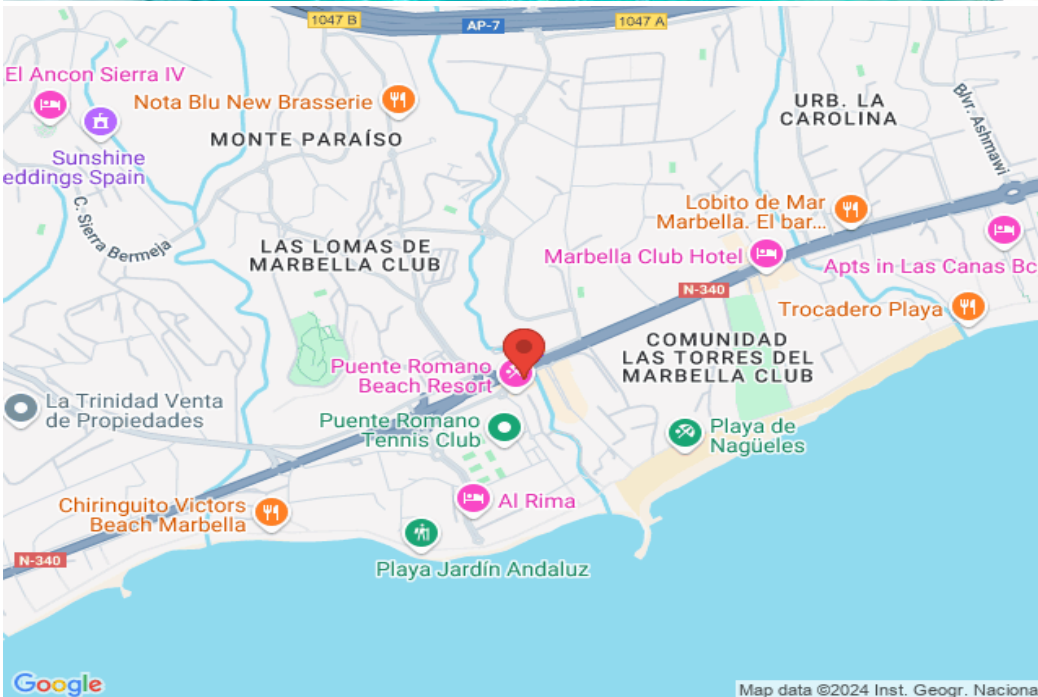 1047 B
AP-7
1047 A
El Ancon Sierra IV
Nota Blu New Brasserie
URB. LA
CAROLINA
Blvr. Ashmawi
MONTE PARAÍSO
Sunshine
eddings Spain
C. Sierra Bermeja
Lobito de Mar
Marbella. El bar...
LAS LOMAS DE
MARBELLA CLUB
Marbella Club Hotel
Apts in Las Canas Bc
N-340
Trocadero Playa
COMUNIDAD
LAS TORRES DEL
MARBELLA CLUB
Puente Romano
Beach Resort
La Trinidad Venta
de Propiedades
Puente Romano
Tennis Club
Playa de
Nagüeles
Al Rima
Chiringuito Victors
Beach Marbella
N-340
Playa Jardín Andaluz
Google
Map data ©2024 Inst. Geogr. Naciona